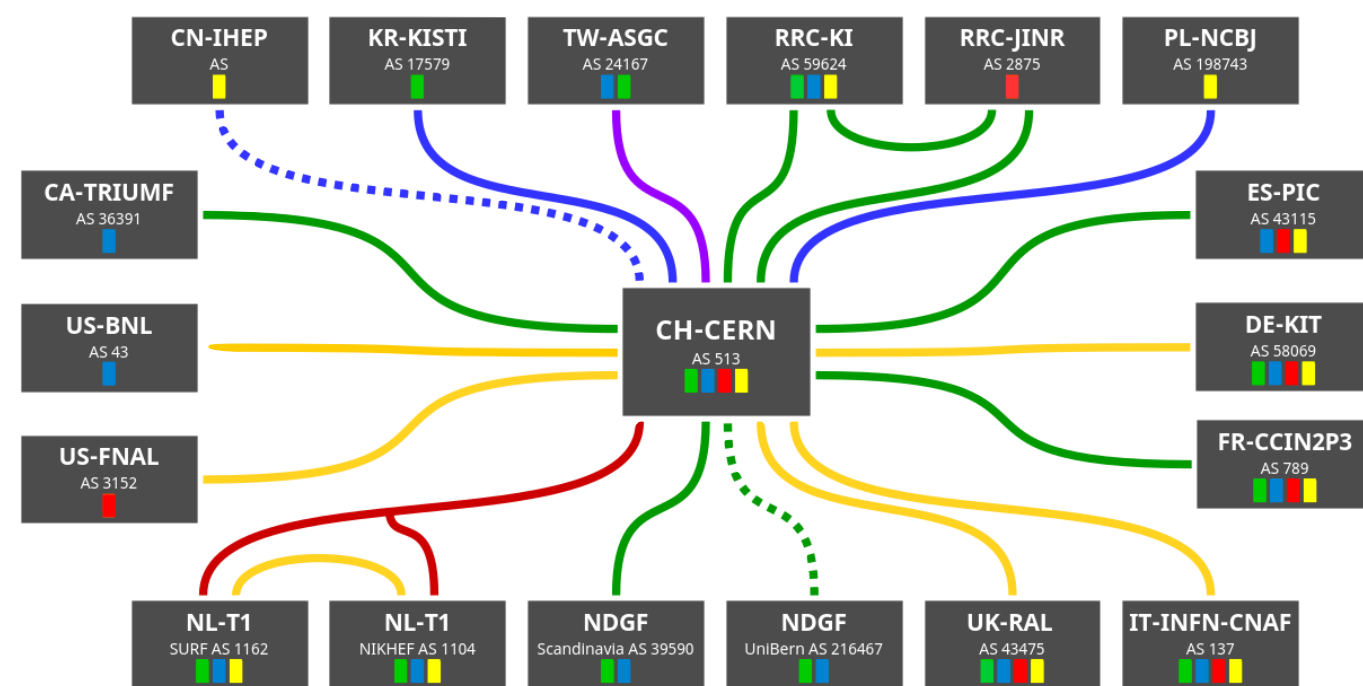 CN-IHEP
AS
KR-KISTI
AS 17579
TW-ASGC
AS 24167
RRC-KI
AS 59624
RRC-JINR
AS 2875
PL-NCBJ
AS 198743
CA-TRIUMF
AS 36391
ES-PIC
AS 43115
US-BNL
AS 43
CH-CERN
AS 513
DE-KIT
AS 58069
US-FNAL
AS 3152
FR-CCIN2P3
AS 789
NL-T1
SURF AS 1162
NL-T1
NIKHEF AS 1104
NDGF
Scandinavia AS 39590
NDGF
UniBern AS 216467
UK-RAL
AS 43475
IT-INFN-CNAF
AS 137